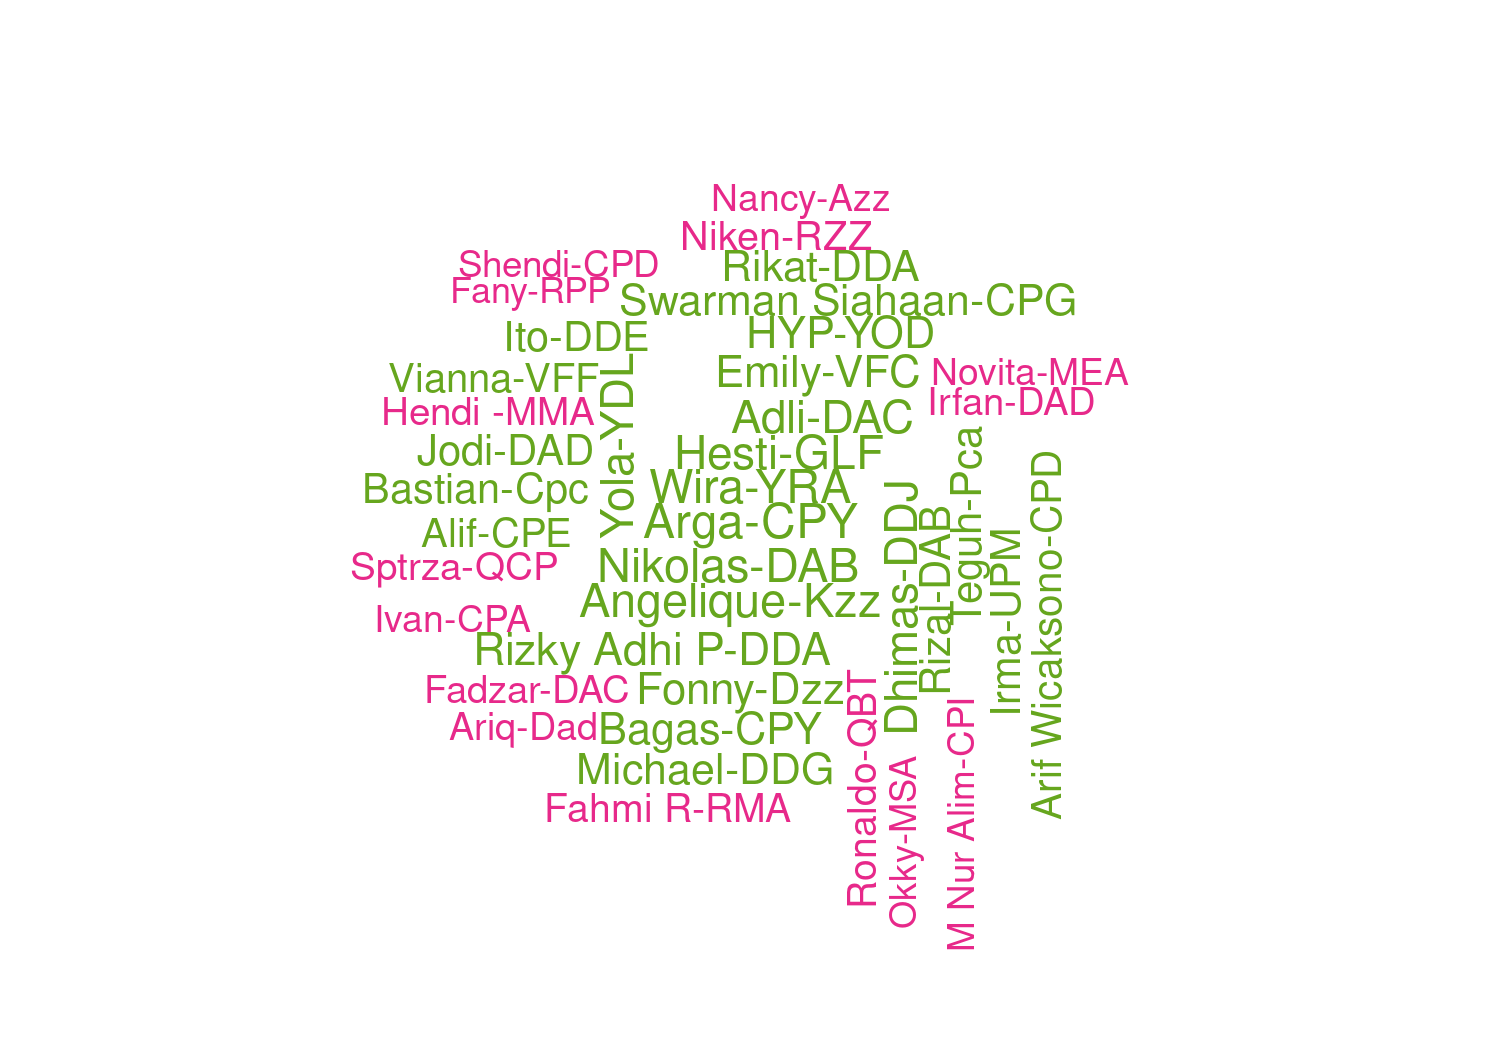 Nancy-Azz
Niken-RZZ
Shendi-CPD
Rikat-DDA
Fany-RPP
Swarman Siahaan-CPG
Ito-DDE
HYP-YOD
Vianna-VFF
Emily-VFC
Novita-MEA
Hendi -MMA
Irfan-DAD
Adli-DAC
Yola-YDL
Jodi-DAD
Hesti-GLF
Bastian-Cpc
Wira-YRA
Alif-CPE
Arga-CPY
Teguh-Pca
Sptrza-QCP
Nikolas-DAB
Angelique-Kzz
Dhimas-DDJ
Rizal-DAB
Irma-UPM
Arif Wicaksono-CPD
Ivan-CPA
Rizky Adhi P-DDA
Fadzar-DAC
Fonny-Dzz
Ariq-Dad
Bagas-CPY
Michael-DDG
Fahmi R-RMA
Ronaldo-QBT
Okky-MSA
M Nur Alim-CPI